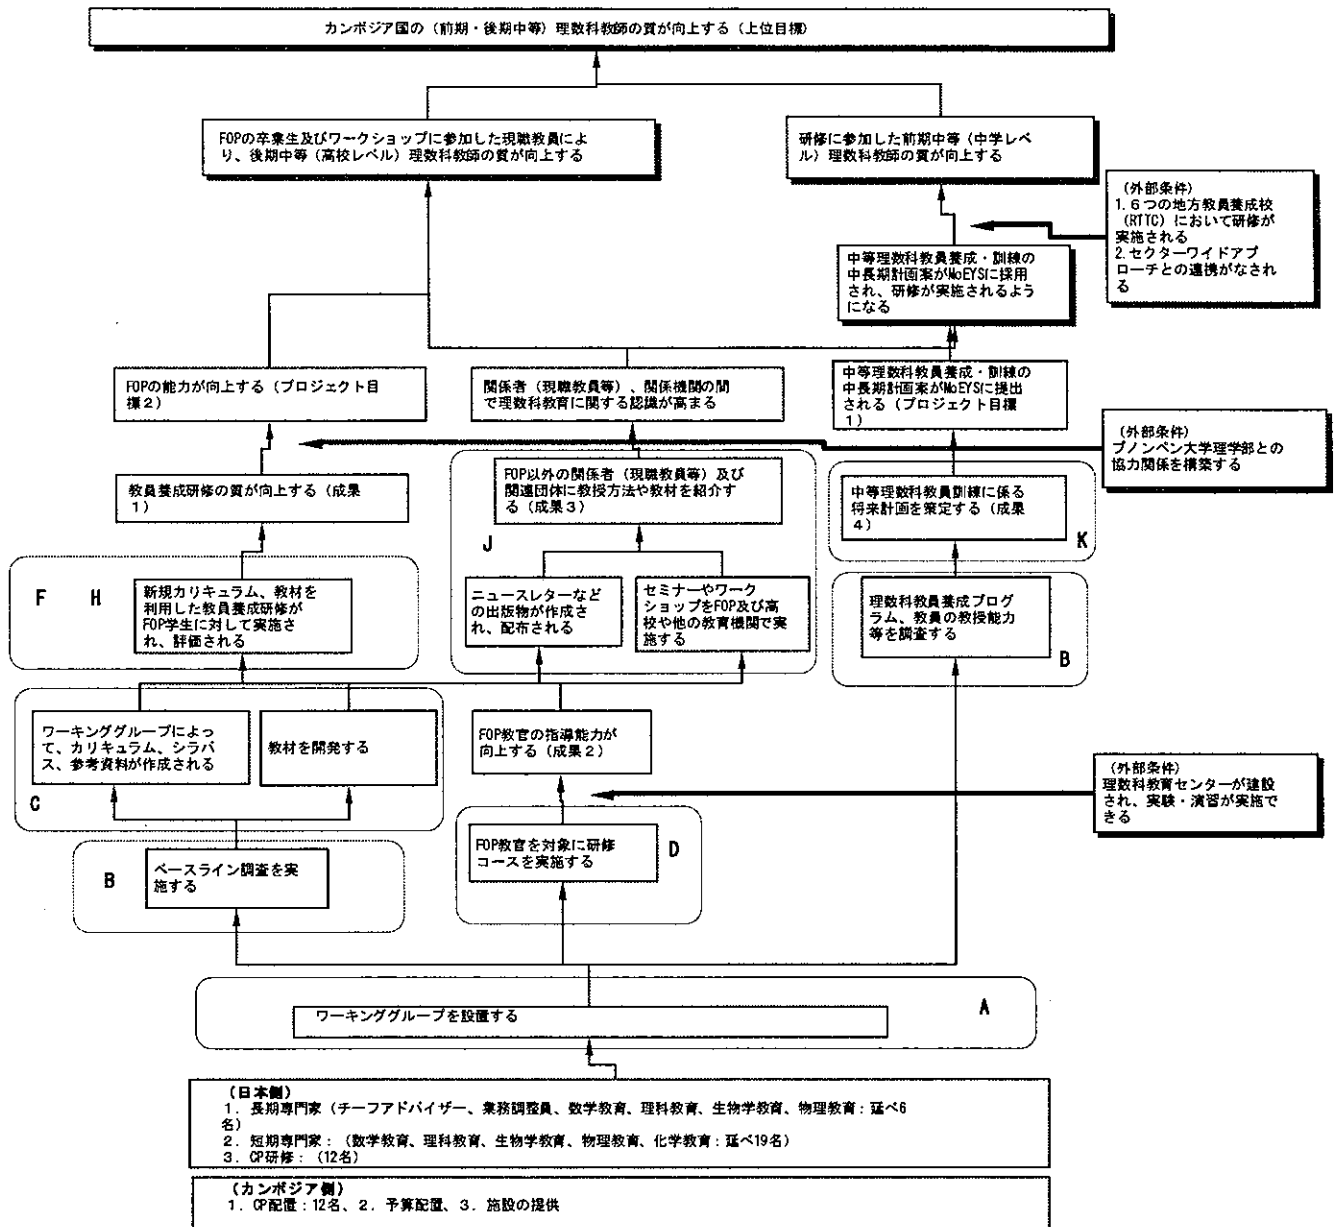 カンボジア国の（前期・後期中等）理数科教師の質が向上する（上位目標）
FOPの卒業生及びワークショップに参加した現職教員によ
り、後期中等（高校レベル）理数科教師の質が向上する
研修に参加した前期中等（中学レベ
ル）理数科教師の質が向上する
（外部条件）
1.６つの地方教員養成校
（RTTC）において研修が
実施される
2.セクターワイドアプ
ローチとの連携がなされ
る
中等理数科教員養成・訓練の
中長期計画案がMoEYSに採用
され、研修が実施されるよう
になる
FOPの能力が向上する（プロジェクト目
標２）
関係者（現職教員等）、関係機関の間
で理数科教育に関する認識が高まる
中等理数科教員養成・訓練の
中長期計画案がMoEYSに提出
される（プロジェクト目標
１）
（外部条件）
プノンペン大学理学部との
協力関係を構築する
教員養成研修の質が向上する（成果
１）
FOP以外の関係者（現職教員等）及び
関連団体に教授方法や教材を紹介す
る（成果３）
中等理数科教員訓練に係る
将来計画を策定する（成果
４）
J
K
F
H
新規カリキュラム、教材を
利用した教員養成研修が
FOP学生に対して実施さ
れ、評価される
ニュースレターなど
の出版物が作成さ
れ、配布される
セミナーやワーク
ショップをFOP及び高
校や他の教育機関で実
施する
理数科教員養成プログ
ラム、教員の教授能力
等を調査する
B
ワーキンググループによっ
て、カリキュラム、シラバ
ス、参考資料が作成される
教材を開発する
FOP教官の指導能力が
向上する（成果２）
C
（外部条件）
理数科教育センターが建設
され、実験・演習が実施で
きる
B
ベースライン調査を実
施する
FOP教官を対象に研修
コースを実施する
D
ワーキンググループを設置する
A
（日本側）
１．長期専門家（チーフアドバイザー、業務調整員、数学教育、理科教育、生物学教育、物理教育：延べ6
名）
２．短期専門家：（数学教育、理科教育、生物学教育、物理教育、化学教育：延べ19名）
３．CP研修：（12名）
（カンボジア側）
１．CP配置：12名、２．予算配置、３．施設の提供